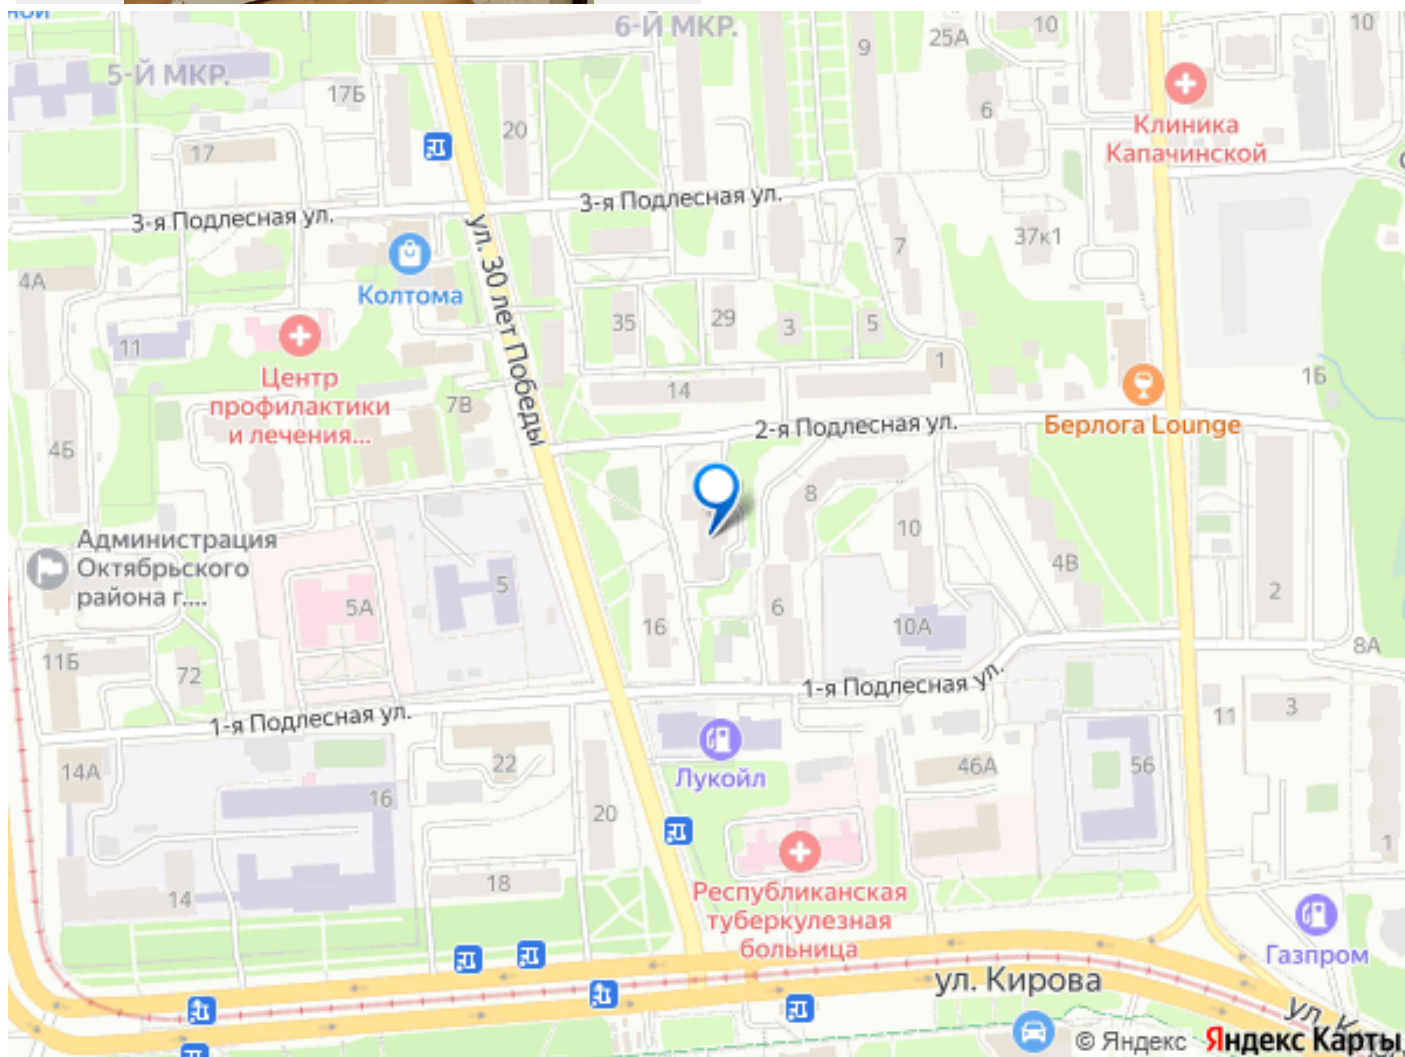 6-Й МКР.
10
10
25А
9
5-Й МКР.
17Б
20
6
Клиника
Капачинской
17
3-я Подлесная ул.
3-я Подлесная ул.
ул. 30 лет Победы
37к1
7
4А
Колтома
35
29
3
5
11
1
1Б
Центр
профилактики
и лечения...
14
7В
2-я Подлесная ул.
Берлога Lounge
4Б
8
10
Администрация
Октябрьского
района г....
5
5А
4В
2
6
16
10А
8А
11Б
72
1-я Подлесная ул.
1-я Подлесная ул.
11
3
Лукойл
14А
22
46А
56
16
20
1
18
14
Республиканская
туберкулезная
больница
Газпром
ул. Кирова
© Яндекс Яндекс Карты